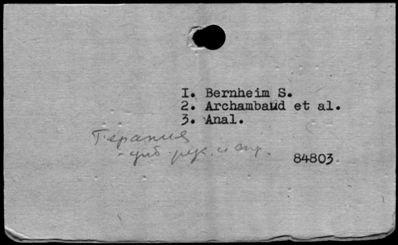 I. Bernheim S.
2. Archambaud et al.
3. Anal.
Терапия
84803